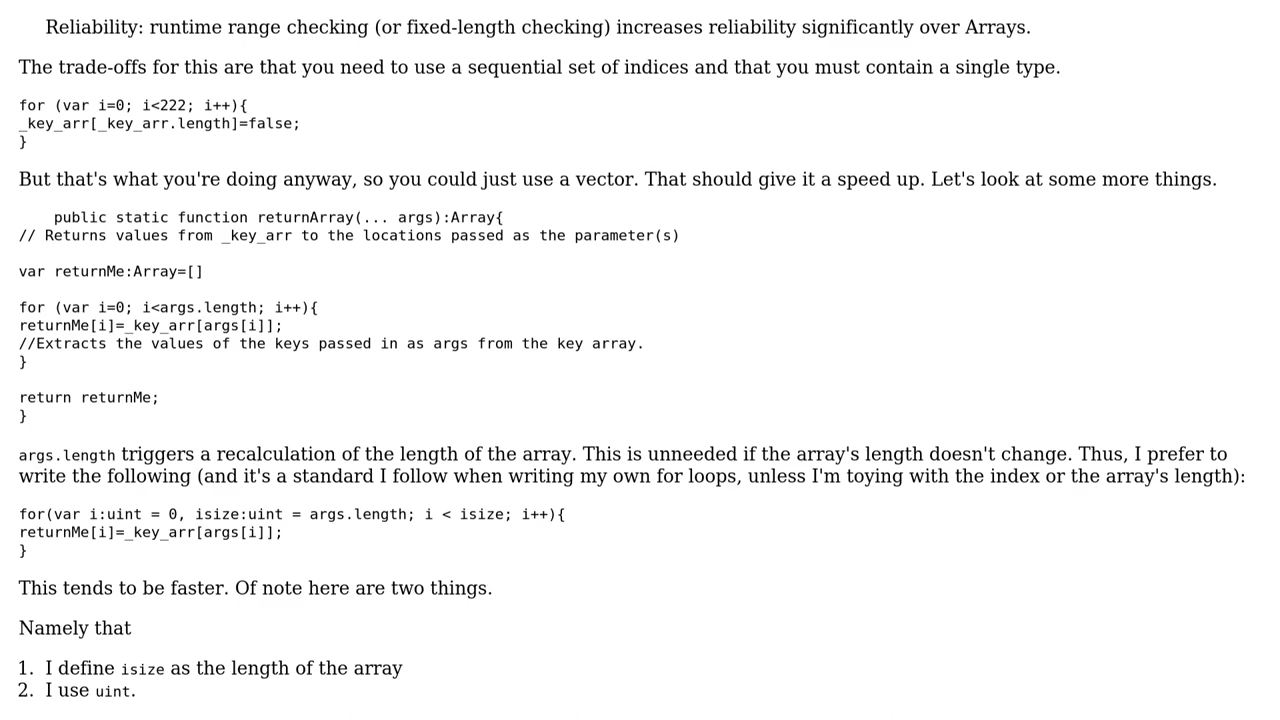 Reliability: runtime range checking (or fixed-length checking) increases reliability significantly over Arrays.
The trade-offs for this are that you need to use a sequential set of indices and that you must contain a single type.
for (var i=0; i<222; i++){
_key_arr[_key_arr.length]=false;
}
But that's what you're doing anyway, so you could just use a vector. That should give it a speed up. Let's look at some more things.
public static function returnArray(... args):Array{
// Returns values from _key_arr to the locations passed as the parameter(s)
var returnMe:Array=[]
for (var i=0; i<args.length; i++){
returnMe[i]=_key_arr[args[i]];
//Extracts the values of the keys passed in as args from the key array.
}
return returnMe;
}
args.length triggers a recalculation of the length of the array. This is unneeded if the array's length doesn't change. Thus, I prefer to
write the following (and it's a standard I follow when writing my own for loops, unless I'm toying with the index or the array's length):
for(var i:uint = 0, isize:uint = args.length; i < isize; i++){
returnMe[i]=_key_arr[args[i]];
}
This tends to be faster. Of note here are two things.
Namely that
1. I define isize as the length of the array
2. I use uint.